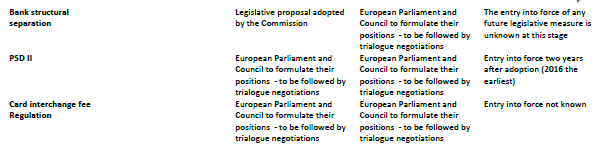 Bank structural
separation
Legislative proposal adopted
by the Commission
European Parliament and
Council to formulate their
positions - to be followed by
trialogue negotiations
The entry into force of any
future legislative measure is
unknown at this stage
PSD II
European Parliament and
Council to formulate their
positions - to be followed by
trialogue negotiations
European Parliament and
Council to formulate their
positions - to be followed by
trialogue negotiations
Entry into force two years
after adoption (2016 the
earliest)
Card interchange fee
Regulation
European Parliament and
Council to formulate their
positions - to be followed by
trialogue negotiations
European Parliament and
Council to formulate their
positions - to be followed by
trialogue negotiations
Entry into force not known